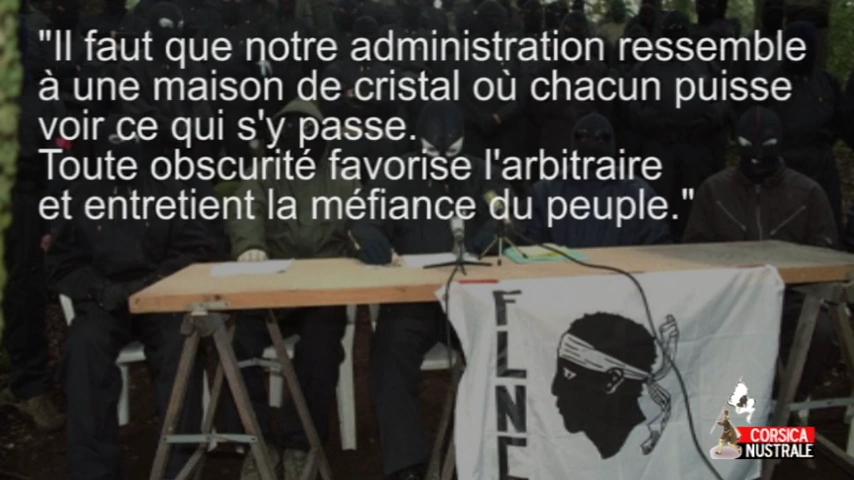 "Il faut que notre administration ressemble
à une maison de cristal où chacun puisse
voir ce qui s'y passe.
Toute obscurité favorise l'arbitraire
et entretient la méfiance du peuple."
FLNC
CORSICA
NUSTRALE